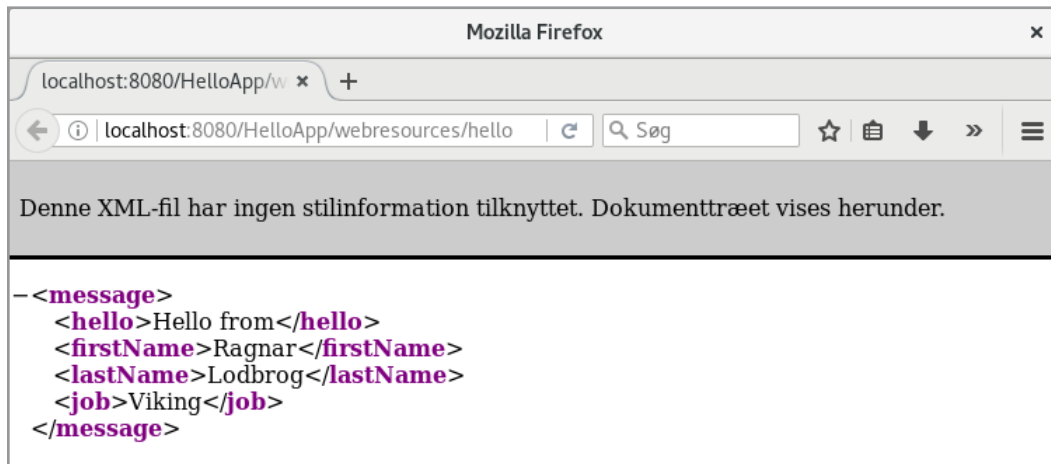 Mozilla Firefox ×
localhost:8080/HelloApp/w × +
localhost:8080/HelloApp/webresources/hello Søg »
Denne XML-fil har ingen stilinformation tilknyttet. Dokumenttræet vises herunder.
−<message>
<hello>Hello from</hello>
<firstName>Ragnar</firstName>
<lastName>Lodbrog</lastName>
<job>Viking</job>
</message>